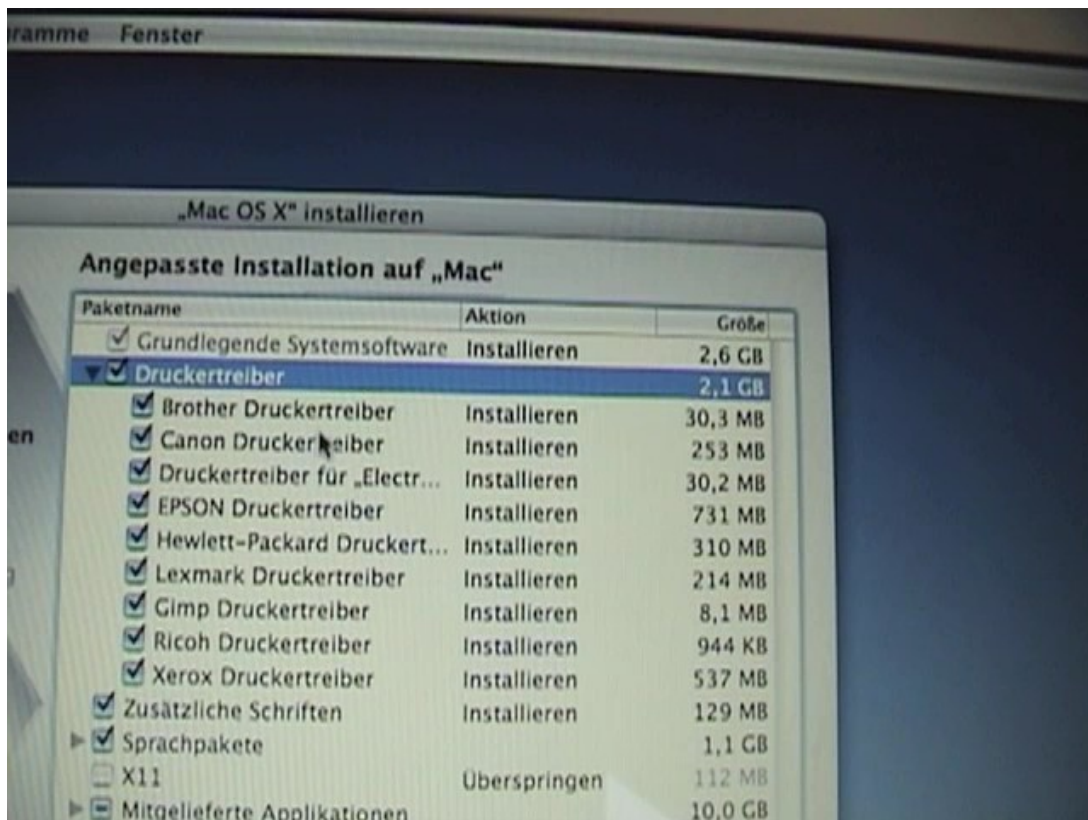 Fenster
„Mac OS X" installieren
Angepasste Installation auf „Mac"
Paketname Aktion Größe
Grundlegende Systemsoftware Installieren 2,6 GB
Druckertreiber 2,1 GB
Brother Druckertreiber Installieren 30,3 MB
Canon Druckertreiber Installieren 253 MB
Druckertreiber für „Electr... Installieren 30,2 MB
EPSON Druckertreiber Installieren 731 MB
Hewlett-Packard Druckert... Installieren 310 MB
Lexmark Druckertreiber Installieren 214 MB
Gimp Druckertreiber Installieren 8,1 MB
Ricoh Druckertreiber Installieren 944 KB
Xerox Druckertreiber Installieren 537 MB
Zusätzliche Schriften Installieren 129 MB
Sprachpakete 1,1 GB
X11 Überspringen 112 MB
Mitgelieferte Applikationen 10,0 GB